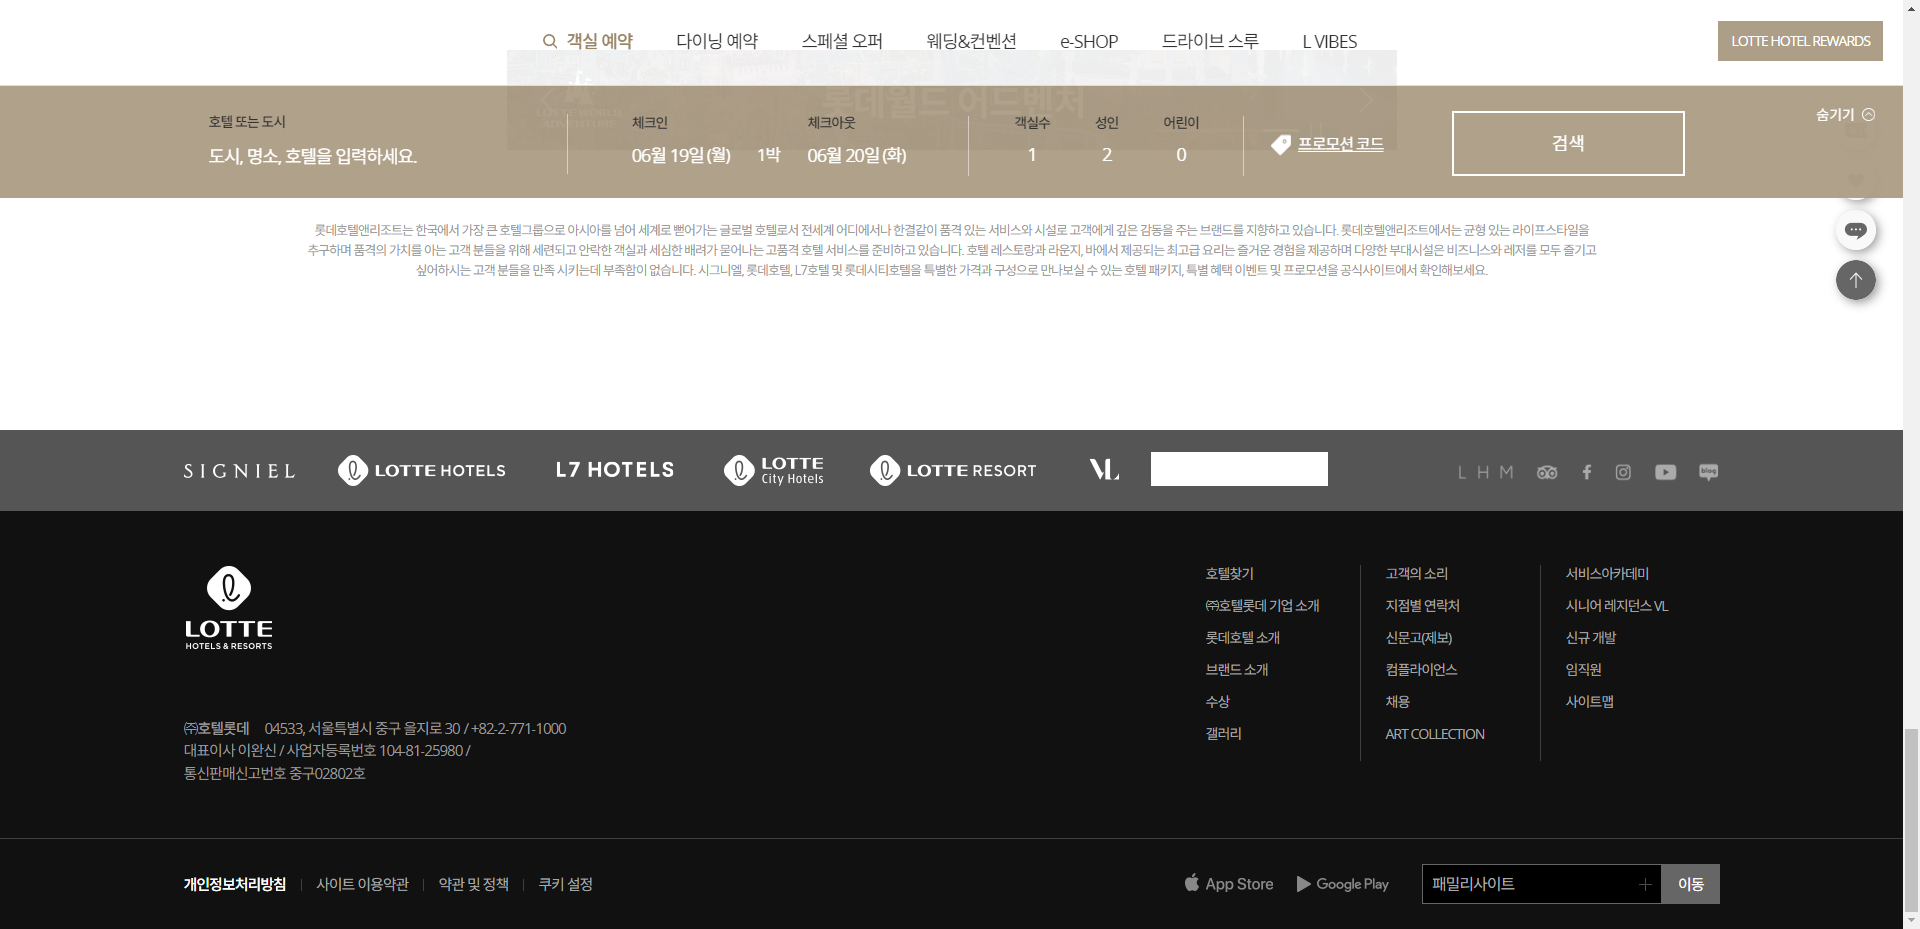 객실 예약
다이닝 예약
스페셜 오퍼
웨딩&컨벤션
e-SHOP
드라이브 스루
L VIBES
LOTTE HOTEL REWARDS
롯데월드 어드벤처
LOTTE WORLD
ADVENTURE
호텔 또는 도시
도시, 명소, 호텔을 입력하세요.
체크인
06월 19일 (월)
1박
체크아웃
06월 20일 (화)
객실수
1
성인
2
어린이
0
프로모션 코드
검색
숨기기
롯데호텔앤리조트는 한국에서 가장 큰 호텔그룹으로 아시아를 넘어 세계로 뻗어가는 글로벌 호텔로서 전세계 어디에서나 한결같이 품격 있는 서비스와 시설로 고객에게 깊은 감동을 주는 브랜드를 지향하고 있습니다. 롯데호텔앤리조트에서는 균형 있는 라이프스타일을
추구하며 품격의 가치를 아는 고객 분들을 위해 세련되고 안락한 객실과 세심한 배려가 묻어나는 고품격 호텔 서비스를 준비하고 있습니다. 호텔 레스토랑과 라운지, 바에서 제공되는 최고급 요리는 즐거운 경험을 제공하며 다양한 부대시설은 비즈니스와 레저를 모두 즐기고
싶어하시는 고객 분들을 만족 시키는데 부족함이 없습니다. 시그니엘, 롯데호텔, L7호텔 및 롯데시티호텔을 특별한 가격과 구성으로 만나보실 수 있는 호텔 패키지, 특별 혜택 이벤트 및 프로모션을 공식사이트에서 확인해보세요.
SIGNIEL
LOTTE HOTELS
L7 HOTELS
LOTTE
City Hotels
LOTTE RESORT
VL
LHM
blog
LOTTE
HOTELS & RESORTS
호텔찾기
㈜호텔롯데 기업 소개
롯데호텔 소개
브랜드 소개
수상
갤러리
고객의 소리
지점별 연락처
신문고(제보)
컴플라이언스
채용
ART COLLECTION
서비스아카데미
시니어 레지던스 VL
신규 개발
임직원
사이트맵
㈜호텔롯데 04533, 서울특별시 중구 을지로 30 / +82-2-771-1000
대표이사 이완신 / 사업자등록번호 104-81-25980 /
통신판매신고번호 중구02802호
개인정보처리방침
사이트 이용약관
약관 및 정책
쿠키 설정
App Store
Google Play
패밀리사이트
이동